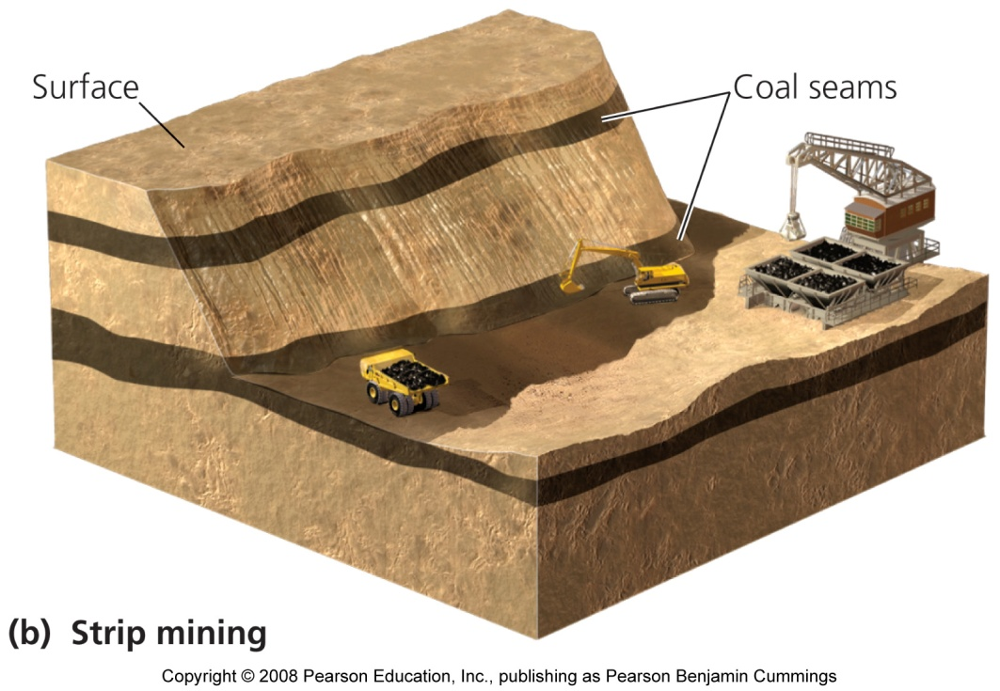 Surface
Coal seams
(b) Strip mining
Copyright © 2008 Pearson Education, Inc., publishing as Pearson Benjamin Cummings